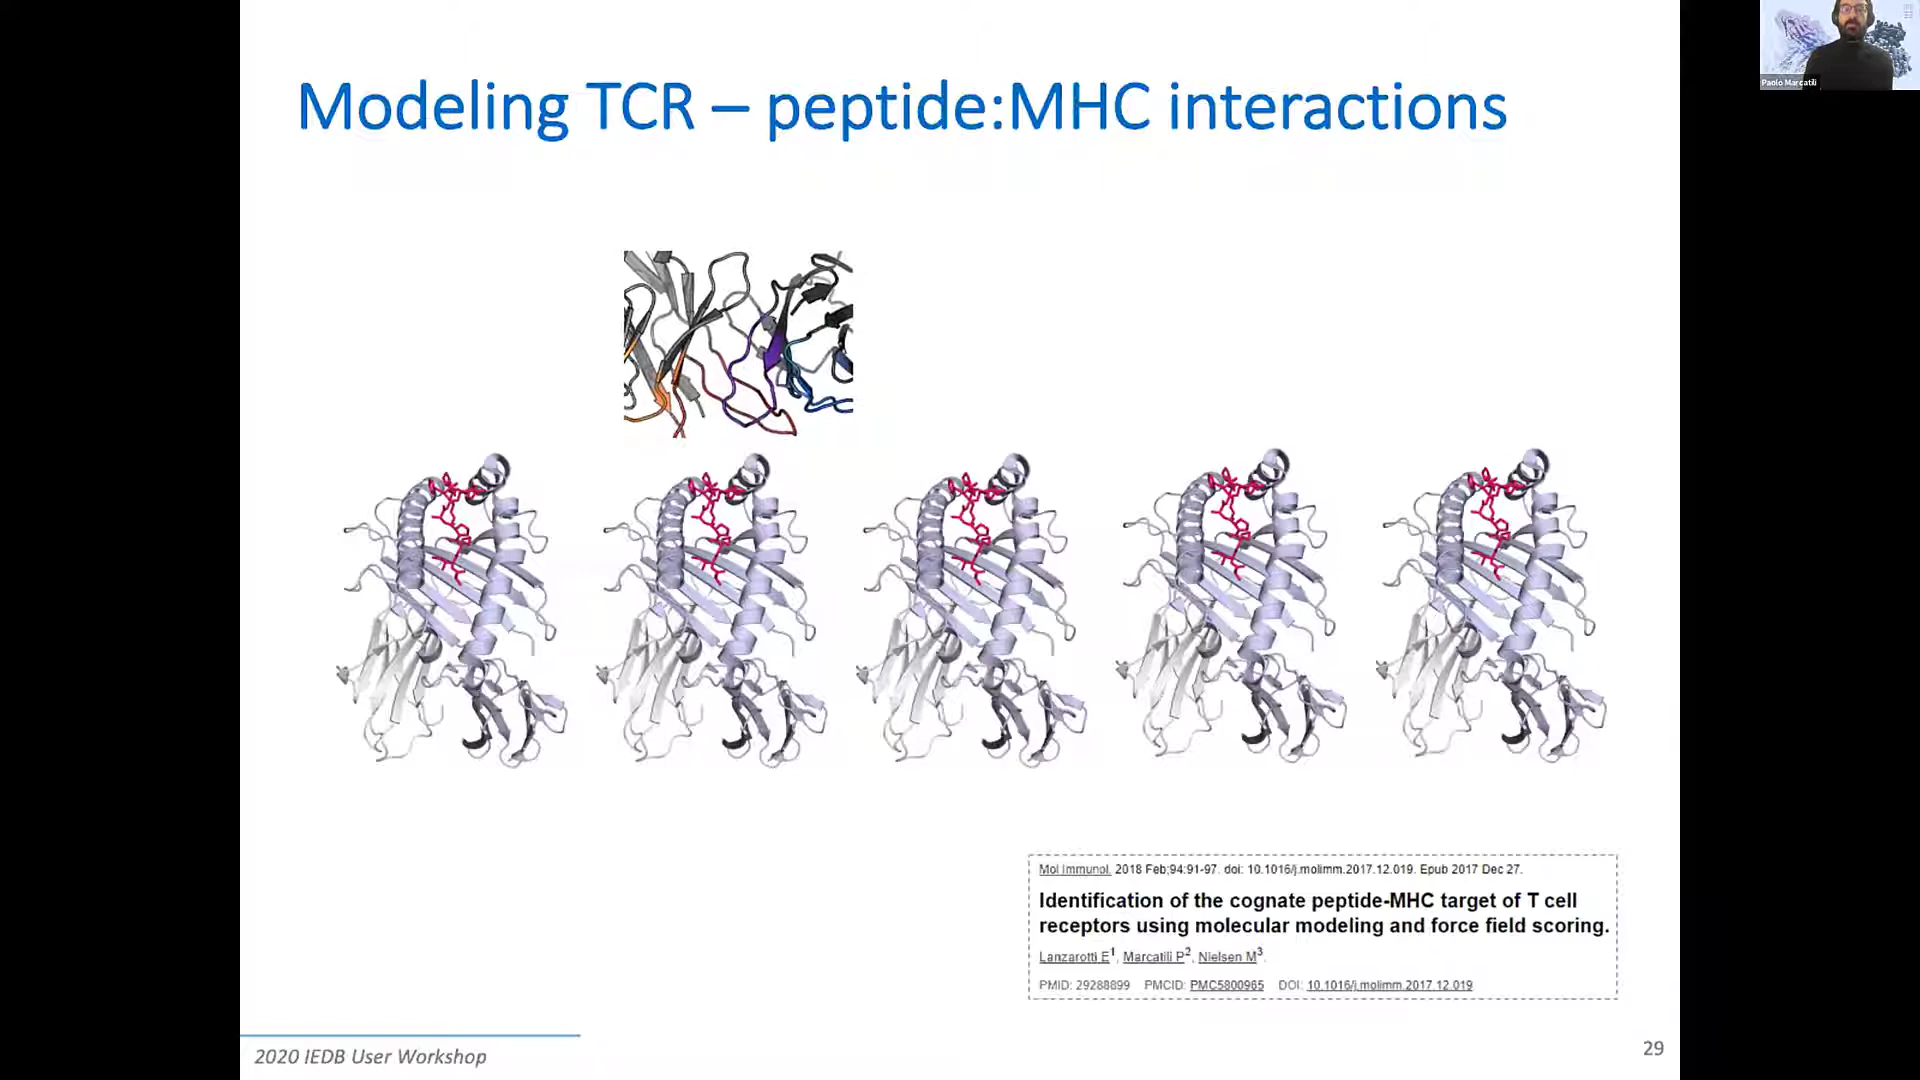 Modeling TCR – peptide:MHC interactions
Paolo Marcatili
Mol Immunol. 2018 Feb;94:91-97. doi: 10.1016/j.molimm.2017.12.019. Epub 2017 Dec 27.
Identification of the cognate peptide-MHC target of T cell
receptors using molecular modeling and force field scoring.
Lanzarotti E1, Marcatili P2, Nielsen M3.
PMID: 29288899 PMCID: PMC5800965 DOI: 10.1016/j.molimm.2017.12.019
2020 IEDB User Workshop
29